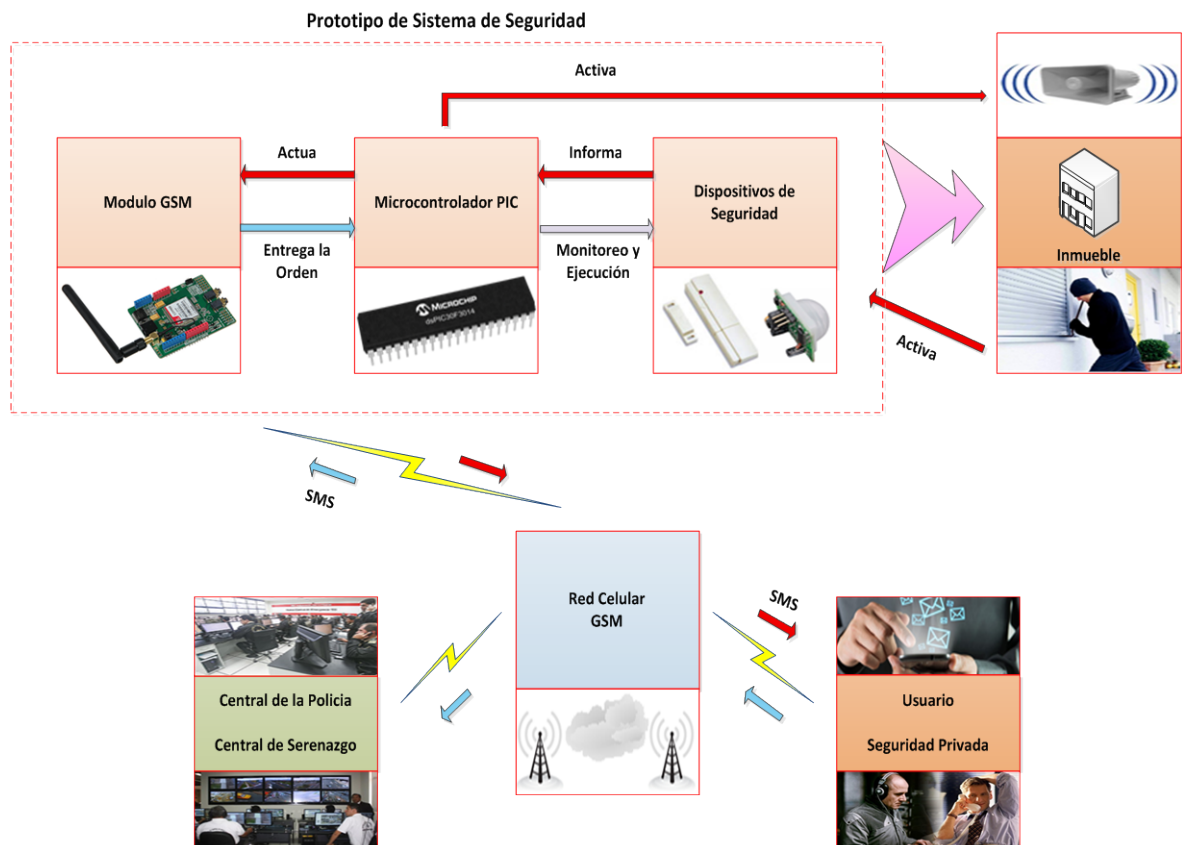 Prototipo de Sistema de Seguridad
Activa
Actua
Informa
Modulo GSM
Microcontrolador PIC
Dispositivos de
Seguridad
Entrega la
Orden
Monitoreo y
Ejecución
Inmueble
MICROCHIP
dsPIC30F3014
Activa
SMS
Red Celular
GSM
SMS
Central de la Policia
Central de Serenazgo
Usuario
Seguridad Privada